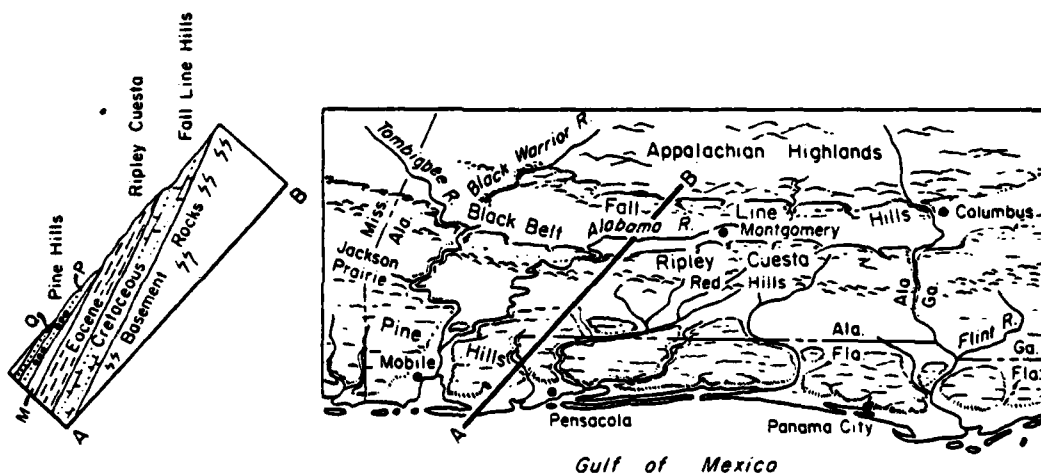 Fall Line Hills
Ripley Cuesta
Pine Hills
Q
P
Eocene
Cretaceous
Basement Rocks
M
A
B
Tombigbee R.
Black Warrior R.
Appalachian Highlands
Miss.
Ala.
Black Belt
Fall Line Hills
Alabama R.
B
Columbus
Montgomery
Jackson
Prairie
Ripley Cuesta
Red Hills
Ala.
Ga.
Pine Hills
Mobile
Ala.
Fla.
Flint R.
Ga.
Fla.
A
Pensacola
Panama City
Gulf of Mexico